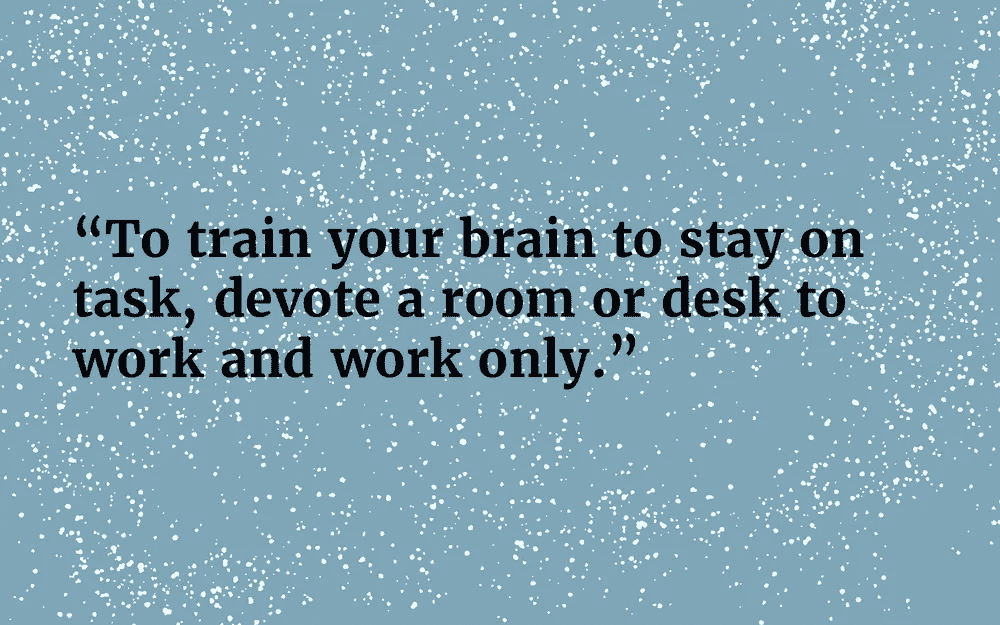 “To train your brain to stay on
task, devote a room or desk to
work and work only.”